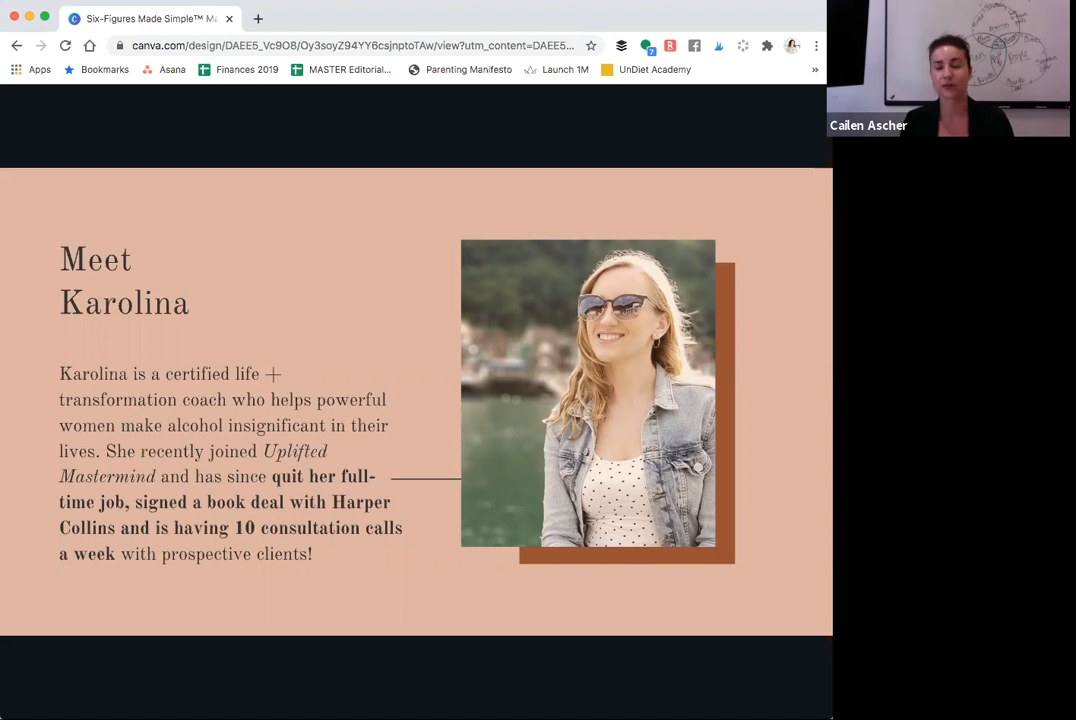 Six-Figures Made Simple™ Ma
canva.com/design/DAEE5_Vc9O8/Oy3soyZ94YY6csjnptoTAw/view?utm_content=DAEE5...
Apps
Bookmarks
Asana
Finances 2019
MASTER Editorial...
Parenting Manifesto
Launch 1M
UnDiet Academy
»
Cailen Ascher
Meet
Karolina
Karolina is a certified life +
transformation coach who helps powerful
women make alcohol insignificant in their
lives. She recently joined Uplifted
Mastermind and has since quit her full-
time job, signed a book deal with Harper
Collins and is having 10 consultation calls
a week with prospective clients!